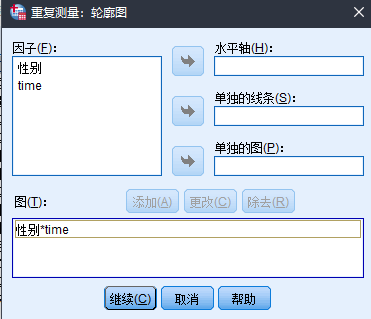 重复测量：轮廓图
因子(F)：
性别
time
水平轴(H)：
单独的线条(S)：
单独的图(P)：
图(T)：
添加(A) 更改(C) 除去(R)
性别*time
继续(C) 取消 帮助